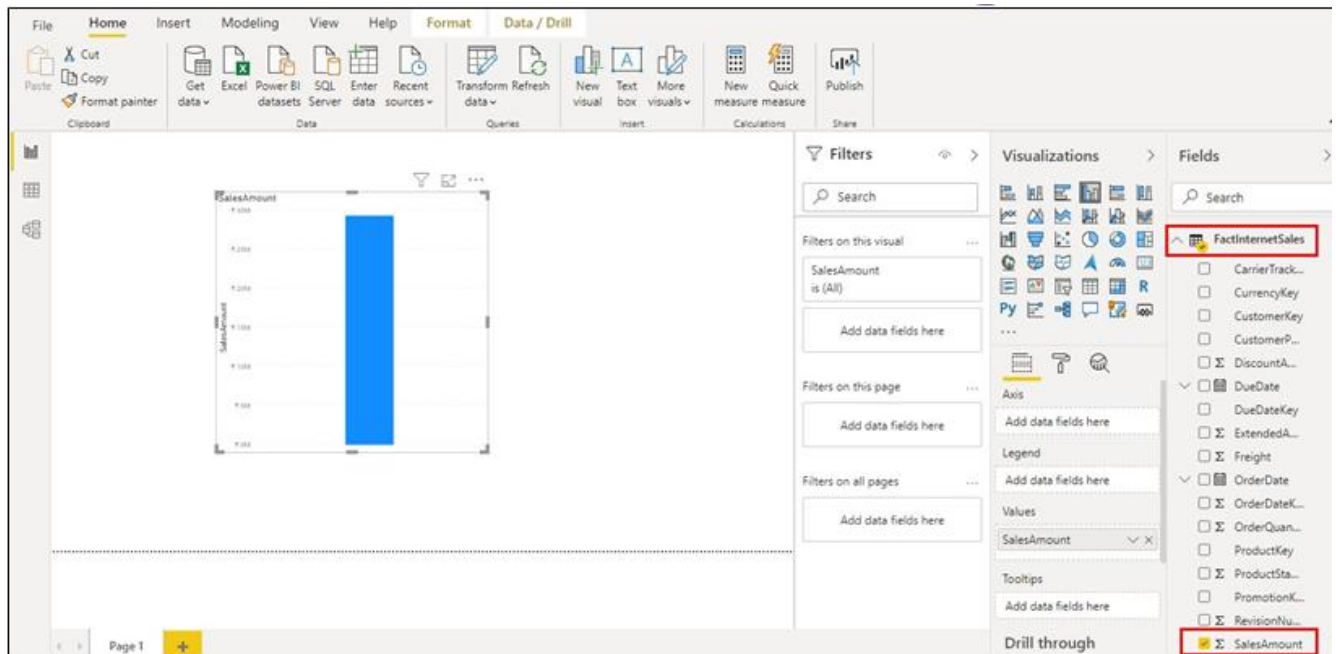 File Home Insert Modeling View Help Format Data / Drill
Paste
Cut
Copy
Format painter
Clipboard
Get data
Excel
Power BI datasets
SQL Server
Enter data
Recent sources
Data
Transform data
Refresh
Queries
New visual
Text box
More visuals
Insert
New measure
Quick measure
Calculations
Publish
Share
SalesAmount
SalesAmount
Filters
Search
Filters on this visual
SalesAmount
is (All)
Add data fields here
Filters on this page
Add data fields here
Filters on all pages
Add data fields here
Visualizations
R
Py
Axis
Add data fields here
Legend
Add data fields here
Values
SalesAmount
Tooltips
Add data fields here
Drill through
Fields
Search
FactInternetSales
CarrierTrack...
CurrencyKey
CustomerKey
CustomerP...
Σ DiscountA...
DueDate
DueDateKey
Σ ExtendedA...
Σ Freight
OrderDate
Σ OrderDateK...
Σ OrderQuan...
ProductKey
Σ ProductSta...
PromotionK...
Σ RevisionNu...
Σ SalesAmount
Page 1